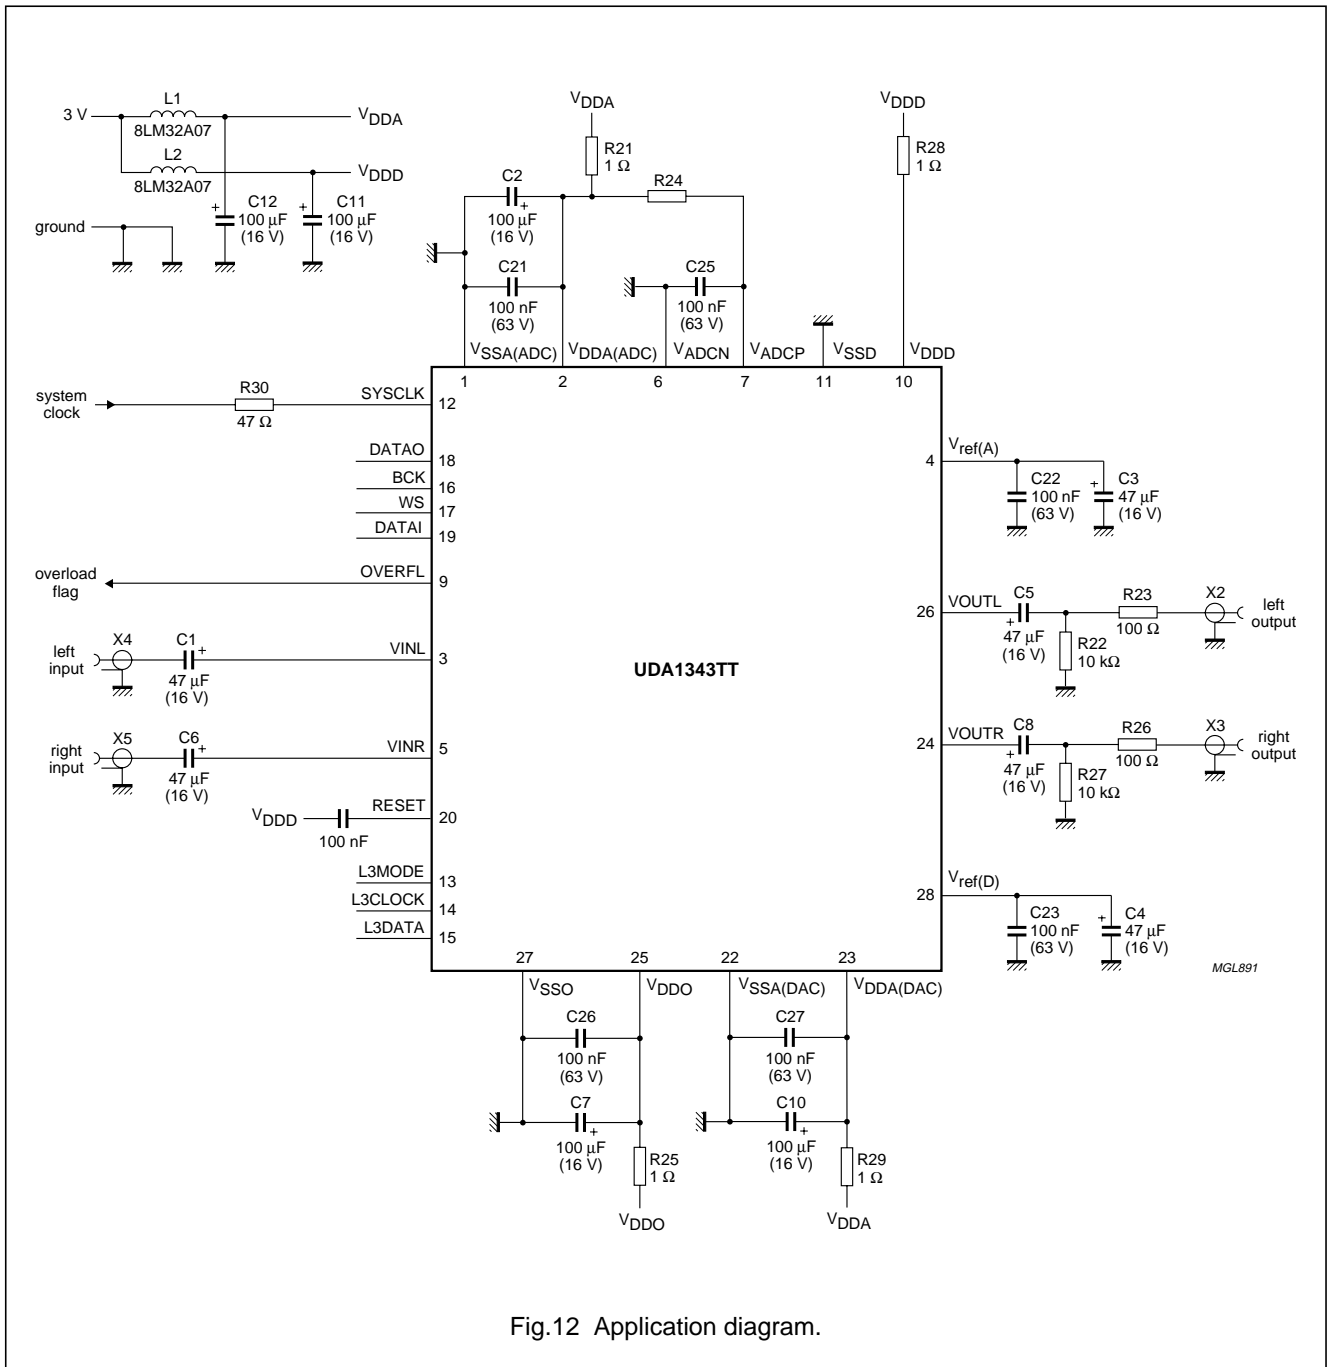 3 V
L1
8LM32A07
VDDA
L2
8LM32A07
VDDD
C12
100 μF
(16 V)
C11
100 μF
(16 V)
ground
VDDA
R21
1 Ω
C2
100 μF
(16 V)
R24
C21
100 nF
(63 V)
C25
100 nF
(63 V)
VDDD
R28
1 Ω
VSSA(ADC)
VDDA(ADC)
VADCN
VADCP
VSSD
VDDD
1
2
6
7
11
10
system
clock
R30
47 Ω
SYSCLK
12
DATAO
18
BCK
16
WS
17
DATAI
19
overload
flag
OVERFL
9
left
input
X4
C1
47 μF
(16 V)
VINL
3
right
input
X5
C6
47 μF
(16 V)
VINR
5
VDDD
100 nF
RESET
20
L3MODE
13
L3CLOCK
14
L3DATA
15
UDA1343TT
4
Vref(A)
C22
100 nF
(63 V)
C3
47 μF
(16 V)
26
VOUTL
C5
47 μF
(16 V)
R22
10 kΩ
R23
100 Ω
X2
left
output
24
VOUTR
C8
47 μF
(16 V)
R27
10 kΩ
R26
100 Ω
X3
right
output
28
Vref(D)
C23
100 nF
(63 V)
C4
47 μF
(16 V)
MGL891
27
25
22
23
VSSO
VDDO
VSSA(DAC)
VDDA(DAC)
C26
100 nF
(63 V)
C7
100 μF
(16 V)
R25
1 Ω
VDDO
C27
100 nF
(63 V)
C10
100 μF
(16 V)
R29
1 Ω
VDDA
Fig.12 Application diagram.